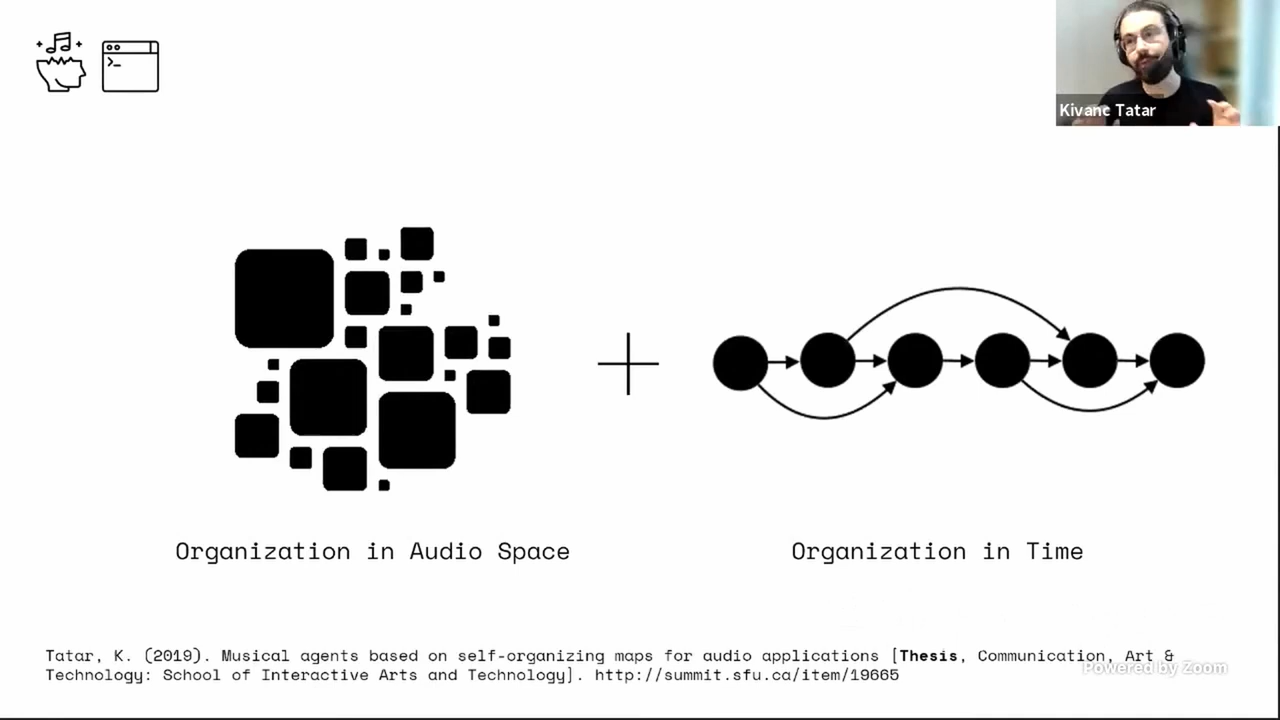 Kivanc Tatar
Organization in Audio Space
Organization in Time
Tatar, K. (2019). Musical agents based on self-organizing maps for audio applications [Thesis, Communication, Art &
Technology: School of Interactive Arts and Technology]. http://summit.sfu.ca/item/19665
Powered by Zoom